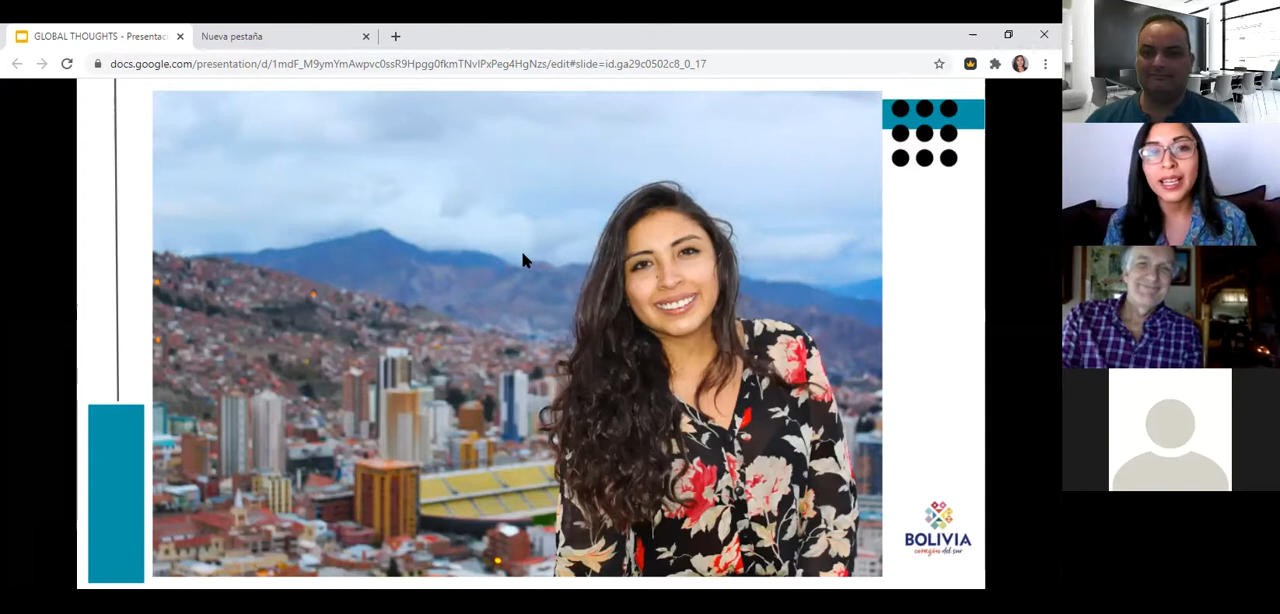 GLOBAL THOUGHTS - Presentac
Nueva pestaña
docs.google.com/presentation/d/1mdF_M9ymYmAwpvc0ssR9Hpgg0fkmTNvIPxPeg4HgNzs/edit#slide=id.ga29c0502c8_0_17
BOLIVIA
corazón del sur